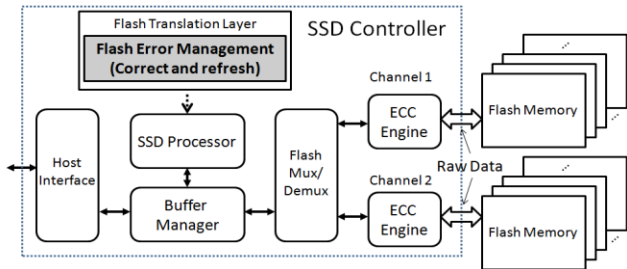 Flash Translation Layer
Flash Error Management
(Correct and refresh)
SSD Controller
Channel 1
Host
Interface
SSD Processor
Buffer
Manager
Flash
Mux/
Demux
ECC
Engine
Flash Memory
...
...
Raw Data
Channel 2
ECC
Engine
Flash Memory
...
...